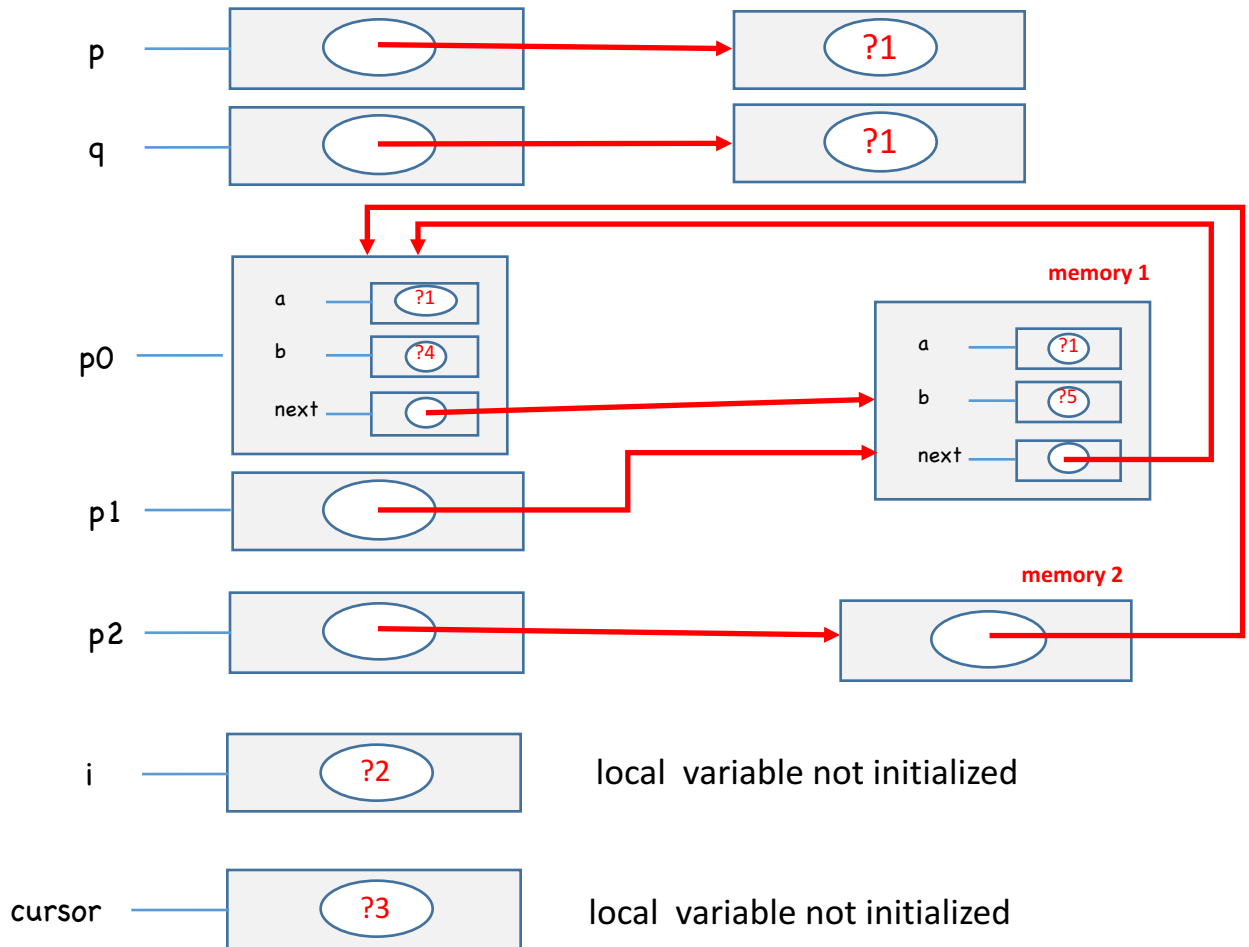 p
?1
q
?1
memory 1
a
?1
b
?4
next
p0
a
?1
b
?5
next
p1
memory 2
p2
i
?2
local variable not initialized
cursor
?3
local variable not initialized